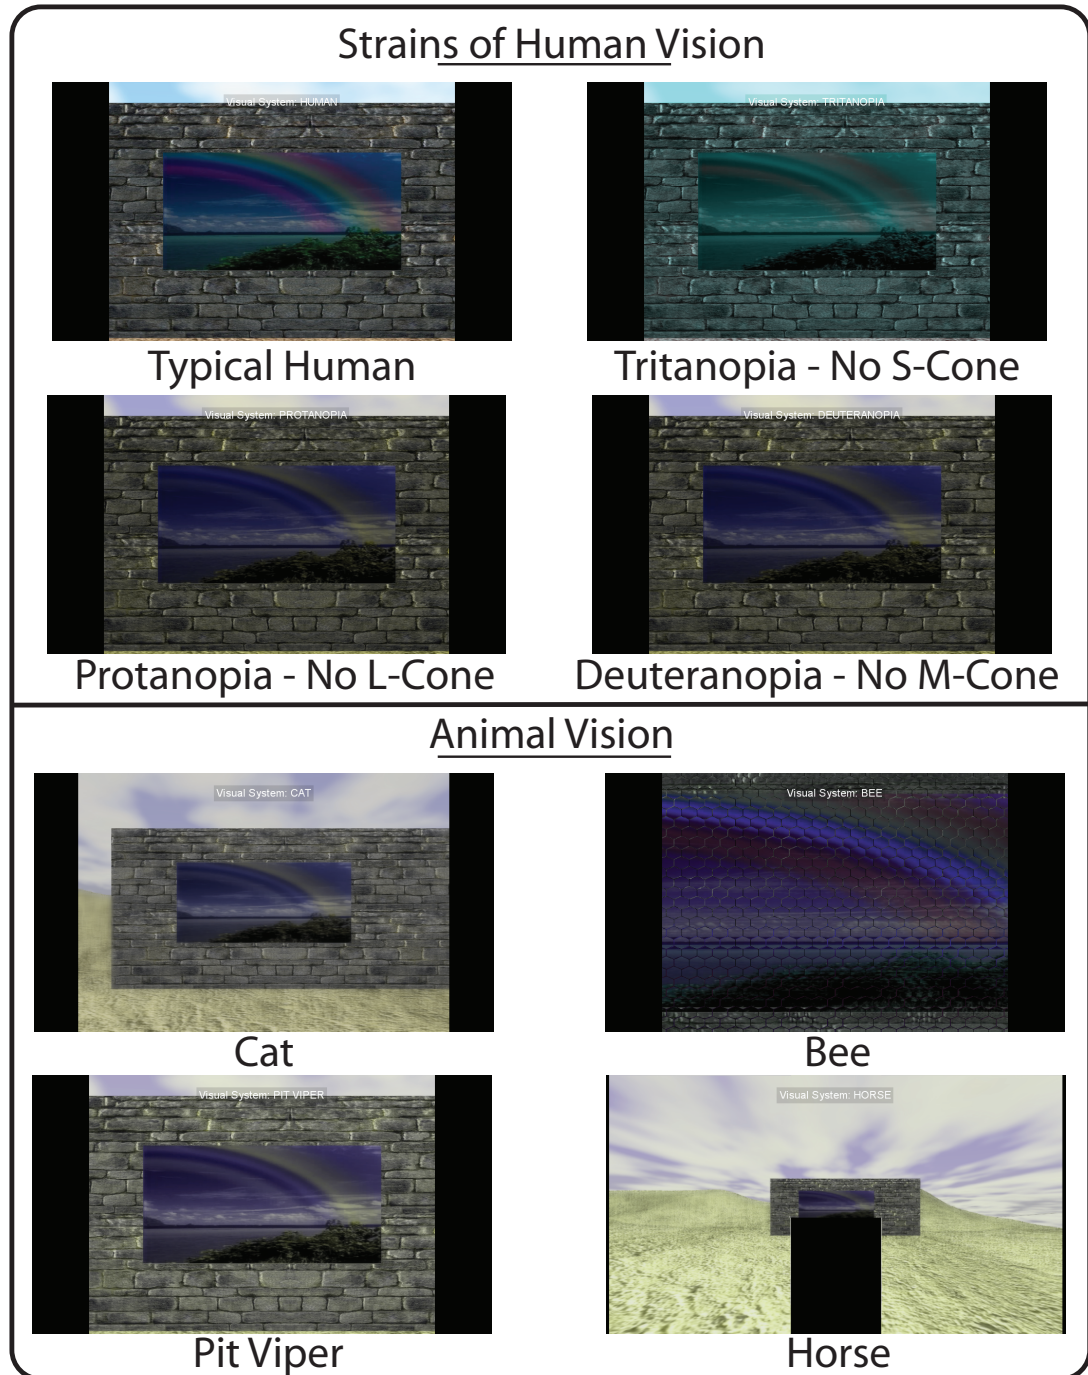 Strains of Human Vision
Visual System: HUMAN
Visual System: TRITANOPIA
Typical Human
Tritanopia - No S-Cone
Visual System: PROTANOPIA
Visual System: DEUTERANOPIA
Protanopia - No L-Cone
Deuteranopia - No M-Cone
Animal Vision
Visual System: CAT
Visual System: BEE
Cat
Bee
Visual System: PIT VIPER
Visual System: HORSE
Pit Viper
Horse